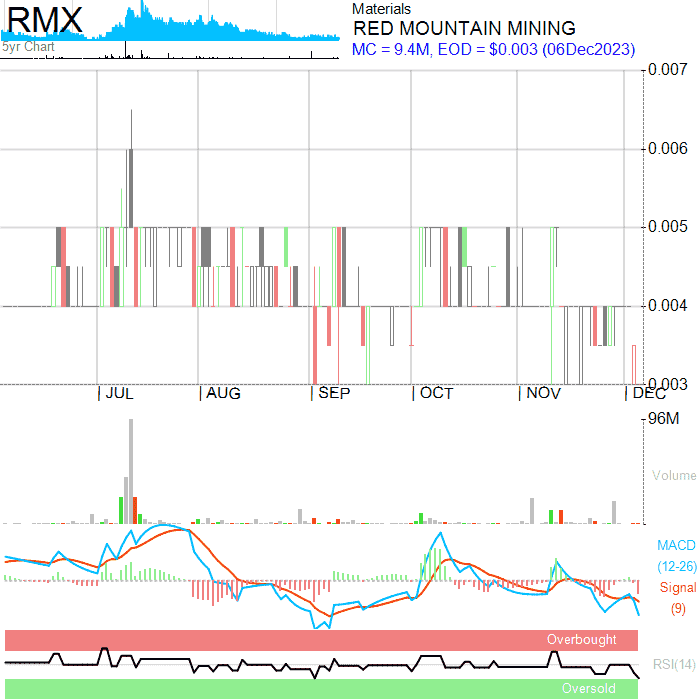 RMX
5yr Chart
Materials
RED MOUNTAIN MINING
MC = 9.4M, EOD = $0.003 (06Dec2023)
0.007
0.006
0.005
0.004
0.003
JUL AUG SEP OCT NOV DEC
96M
Volume
MACD
(12-26)
Signal
(9)
Overbought
RSI(14)
Oversold